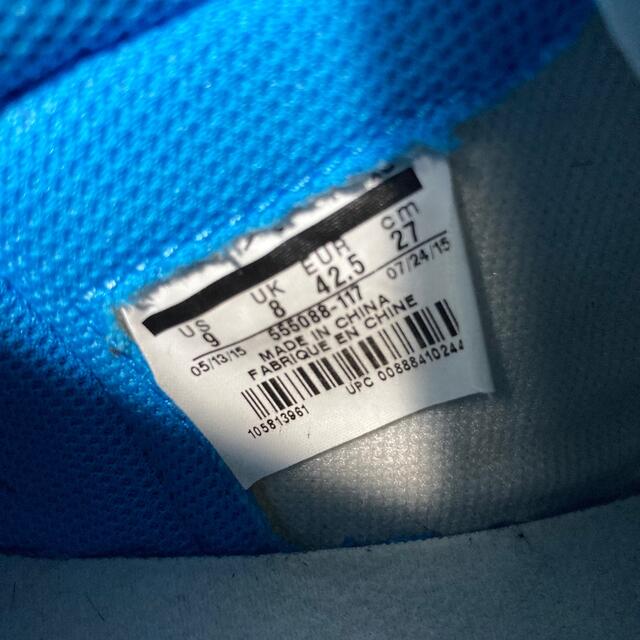 US UK EUR cm
9 8 42.5 27
05/13/15 555088-117 07/24/15
MADE IN CHINA
FABRIQUE EN CHINE
105813961 UPC 00888410244